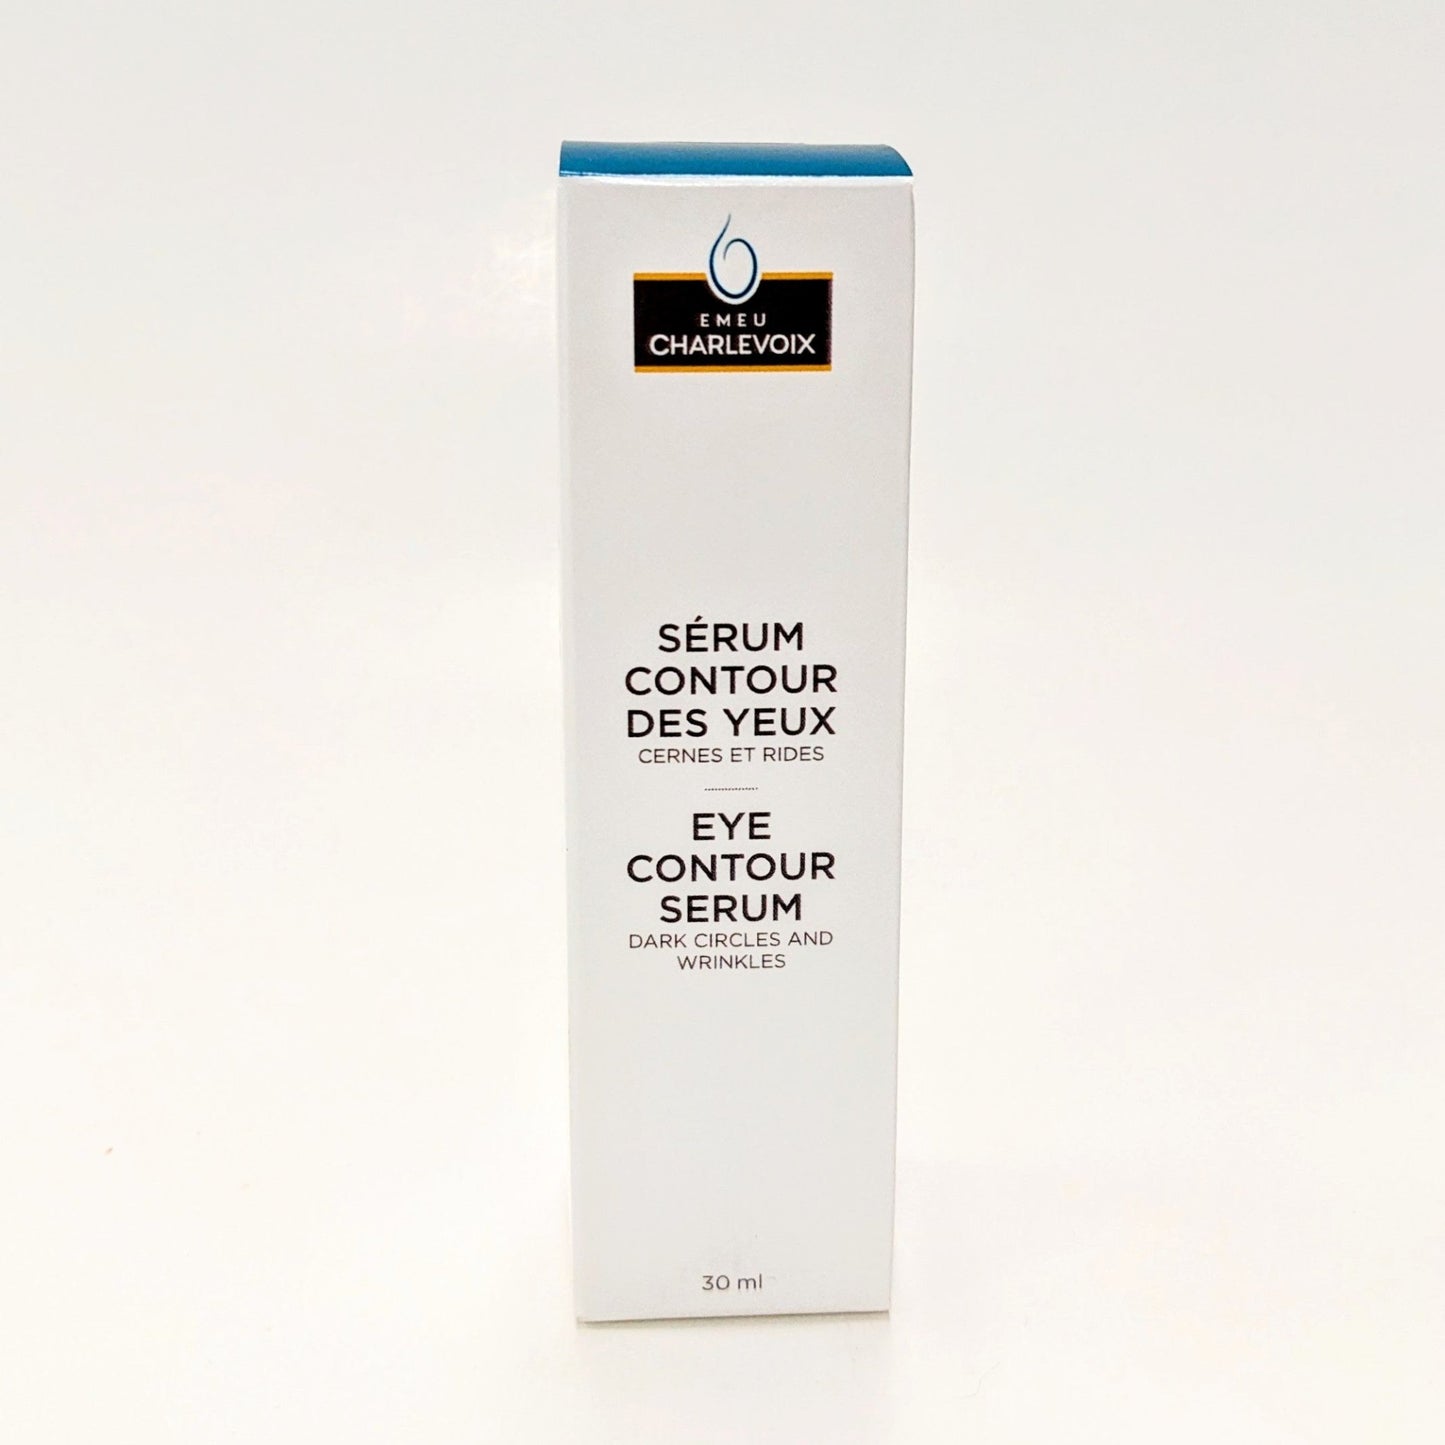 EMEU
CHARLEVOIX
SÉRUM
CONTOUR
DES YEUX
CERNES ET RIDES
EYE
CONTOUR
SERUM
DARK CIRCLES AND
WRINKLES
30 ml